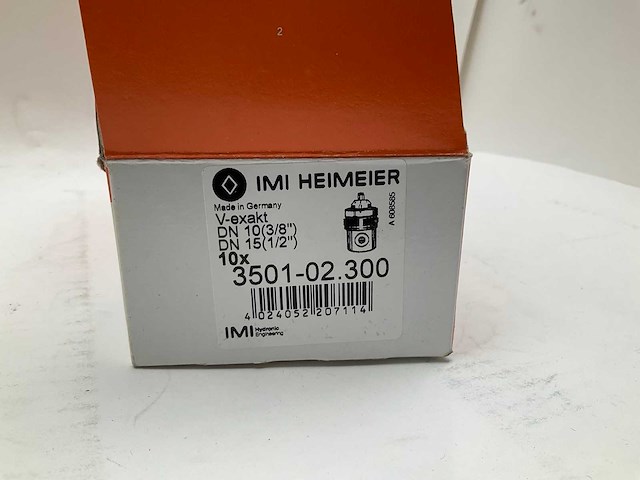 2
IMI HEIMEIER
Made in Germany
V-exakt
DN 10(3/8")
DN 15(1/2")
10x
3501-02.300
4 024052 207114
IMI Hydronic
Engineering
A 608585